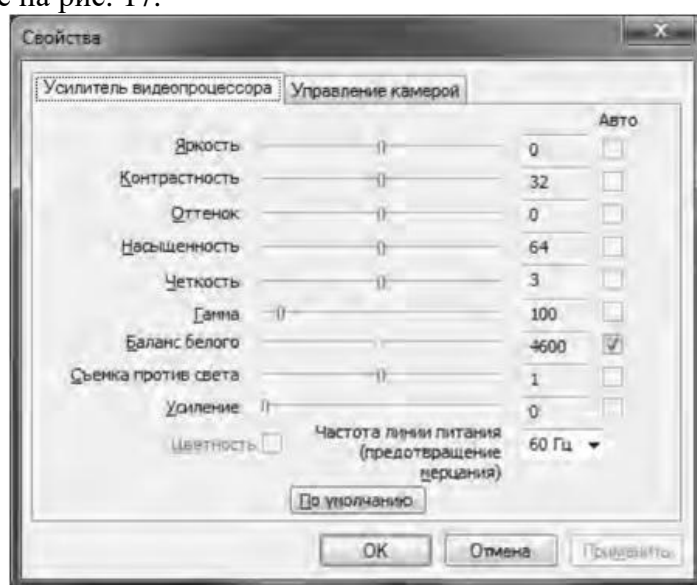 с на рис. 17.
Свойства
Усилитель видеопроцессора Управление камерой
Авто
Яркость 0
Контрастность 32
Оттенок 0
Насыщенность 64
Четкость 3
Гамма 100
Баланс белого 4600
Съемка против света 1
Усиление 0
Цветность Частота линии питания (предотвращение мерцания) 60 Гц
По умолчанию
ОК Отмена Применить